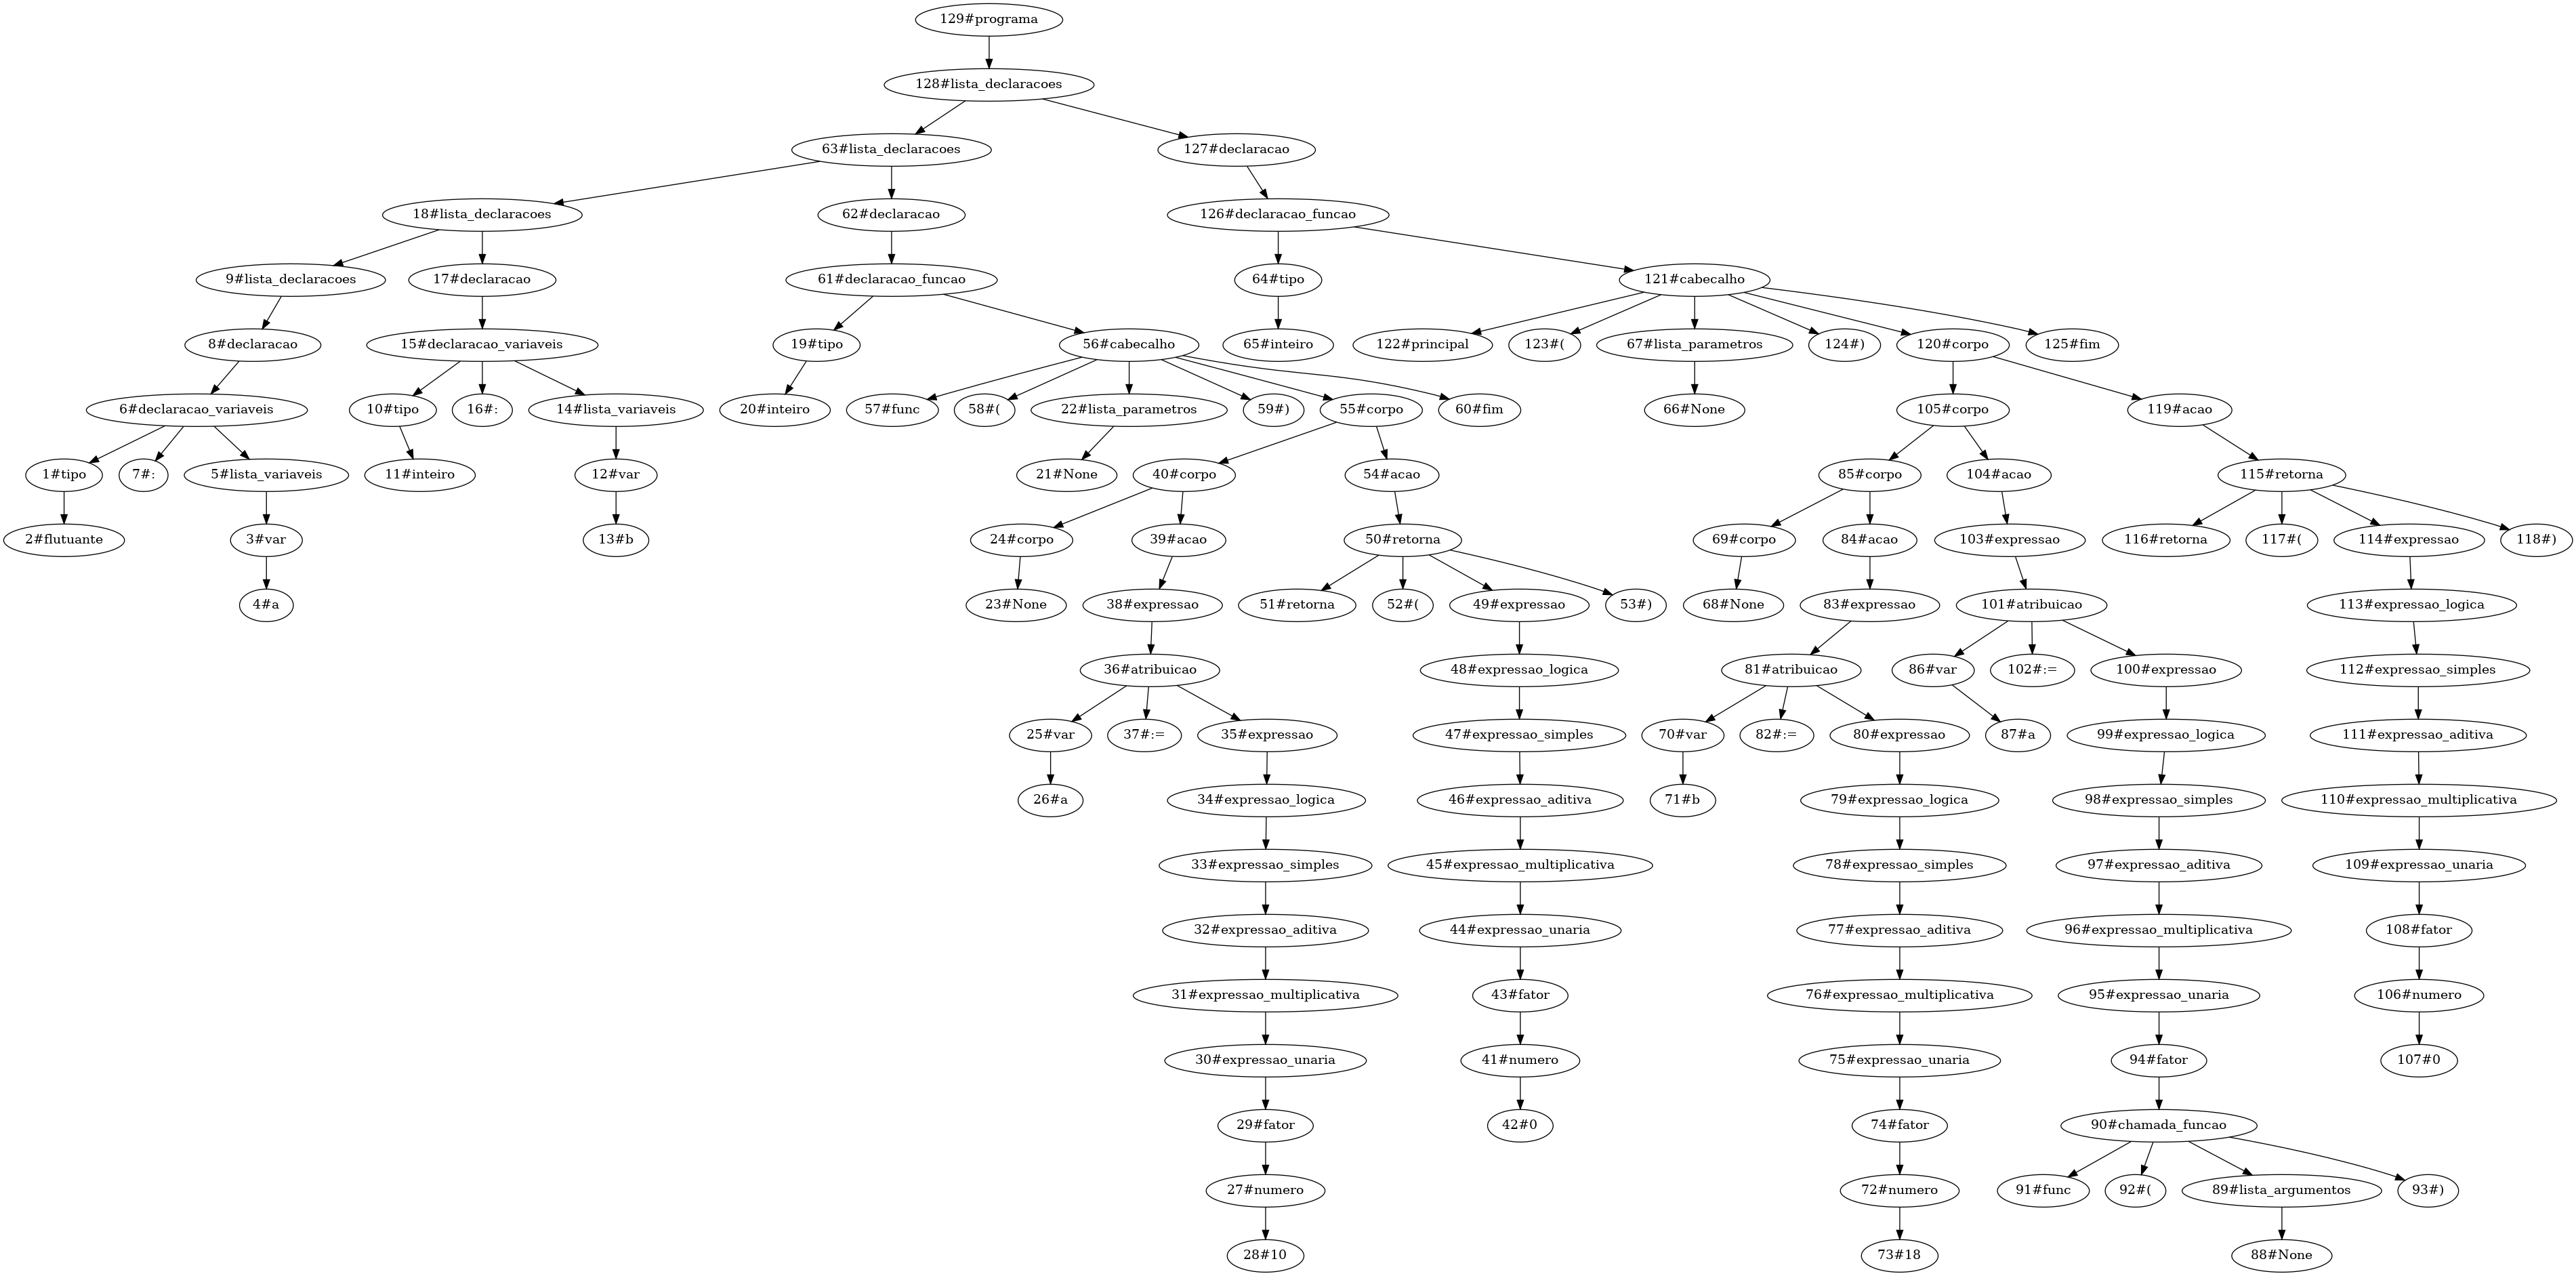 129#programa
128#lista_declaracoes
63#lista_declaracoes
127#declaracao
18#lista_declaracoes
62#declaracao
126#declaracao_funcao
9#lista_declaracoes
17#declaracao
61#declaracao_funcao
64#tipo
121#cabecalho
8#declaracao
15#declaracao_variaveis
19#tipo
56#cabecalho
65#inteiro
122#principal
123#(
67#lista_parametros
124#)
120#corpo
125#fim
6#declaracao_variaveis
10#tipo
16#:
14#lista_variaveis
20#inteiro
57#func
58#(
22#lista_parametros
59#)
55#corpo
60#fim
66#None
105#corpo
119#acao
1#tipo
7#:
5#lista_variaveis
11#inteiro
12#var
21#None
40#corpo
54#acao
85#corpo
104#acao
115#retorna
2#flutuante
3#var
13#b
24#corpo
39#acao
50#retorna
69#corpo
84#acao
103#expressao
116#retorna
117#(
114#expressao
118#)
4#a
23#None
38#expressao
51#retorna
52#(
49#expressao
53#)
68#None
83#expressao
101#atribuicao
113#expressao_logica
36#atribuicao
48#expressao_logica
81#atribuicao
86#var
102#:=
100#expressao
112#expressao_simples
25#var
37#:=
35#expressao
47#expressao_simples
70#var
82#:=
80#expressao
87#a
99#expressao_logica
111#expressao_aditiva
26#a
34#expressao_logica
46#expressao_aditiva
71#b
79#expressao_logica
98#expressao_simples
110#expressao_multiplicativa
33#expressao_simples
45#expressao_multiplicativa
78#expressao_simples
97#expressao_aditiva
109#expressao_unaria
32#expressao_aditiva
44#expressao_unaria
77#expressao_aditiva
96#expressao_multiplicativa
108#fator
31#expressao_multiplicativa
43#fator
76#expressao_multiplicativa
95#expressao_unaria
106#numero
30#expressao_unaria
41#numero
75#expressao_unaria
94#fator
107#0
29#fator
42#0
74#fator
90#chamada_funcao
27#numero
72#numero
91#func
92#(
89#lista_argumentos
93#)
28#10
73#18
88#None